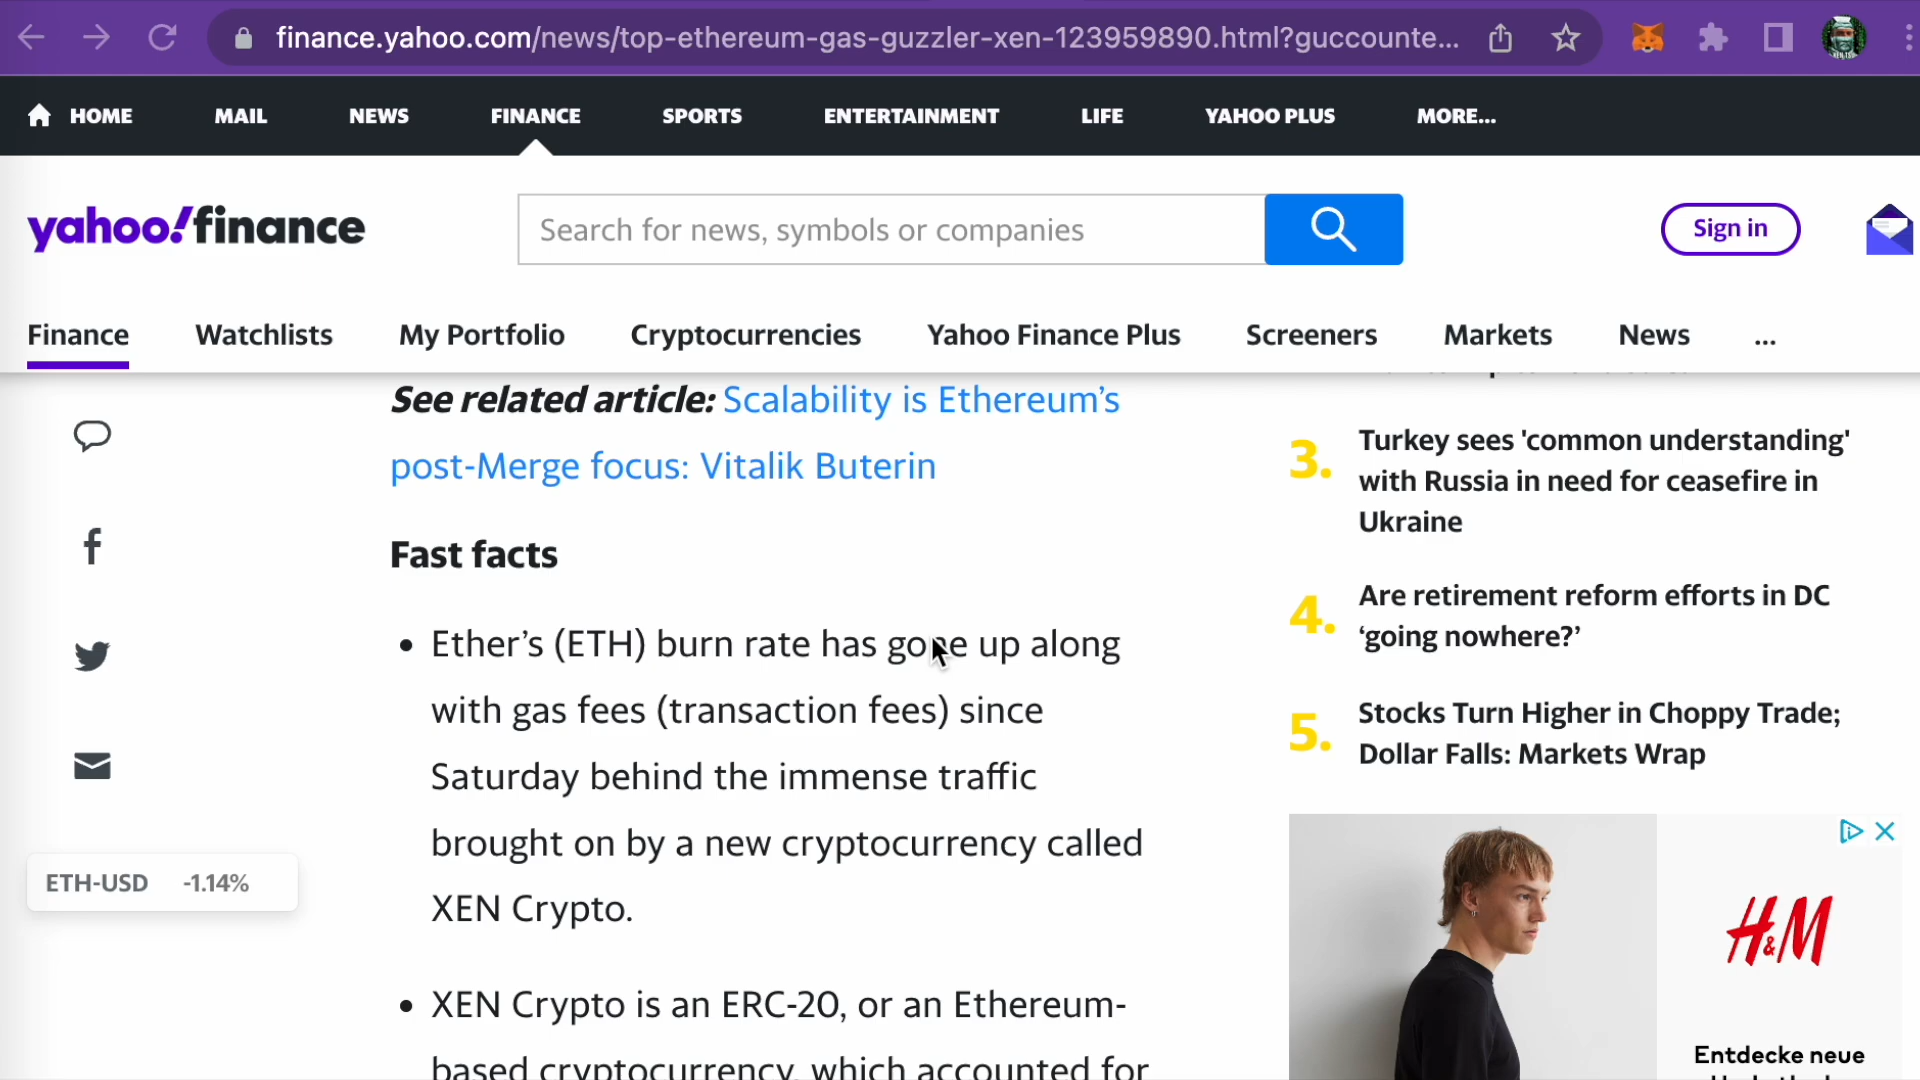 finance.yahoo.com/news/top-ethereum-gas-guzzler-xen-123959890.html?guccounte...
HOME MAIL NEWS FINANCE SPORTS ENTERTAINMENT LIFE YAHOO PLUS MORE...
yahoo!finance
Search for news, symbols or companies
Sign in
Finance Watchlists My Portfolio Cryptocurrencies Yahoo Finance Plus Screeners Markets News ...
See related article: Scalability is Ethereum’s
post-Merge focus: Vitalik Buterin
Fast facts
• Ether’s (ETH) burn rate has gone up along
with gas fees (transaction fees) since
Saturday behind the immense traffic
brought on by a new cryptocurrency called
XEN Crypto.
• XEN Crypto is an ERC-20, or an Ethereum-
based cryptocurrency, which accounted for
ETH-USD -1.14%
3. Turkey sees 'common understanding'
with Russia in need for ceasefire in
Ukraine
4. Are retirement reform efforts in DC
‘going nowhere?’
5. Stocks Turn Higher in Choppy Trade;
Dollar Falls: Markets Wrap
H&M
Entdecke neue